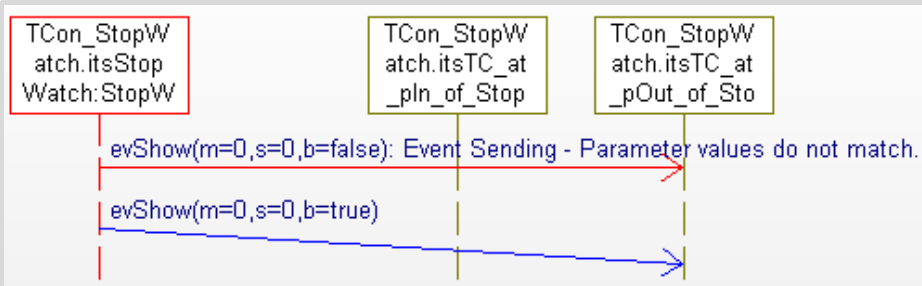 TCon_StopW
atch.itsStop
Watch:StopW
TCon_StopW
atch.itsTC_at
_pIn_of_Stop
TCon_StopW
atch.itsTC_at
_pOut_of_Sto
evShow(m=0,s=0,b=false): Event Sending - Parameter values do not match.
evShow(m=0,s=0,b=true)